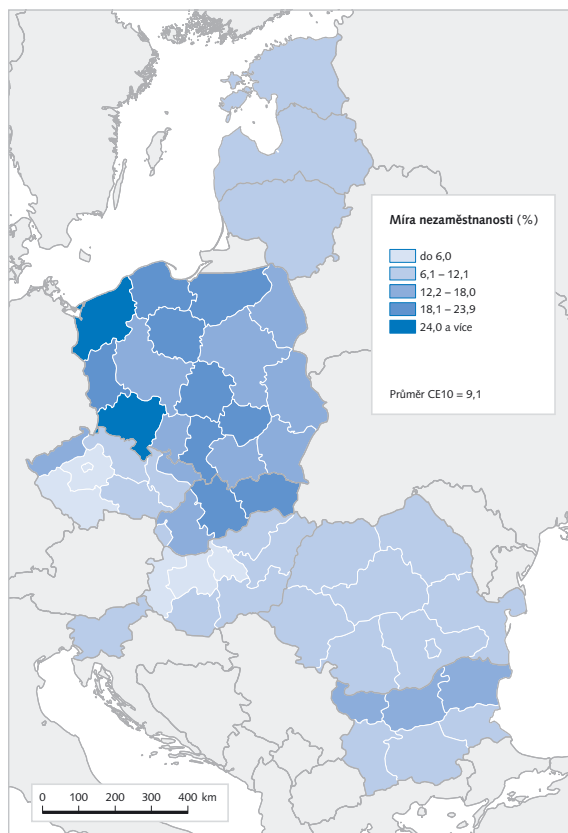 Míra nezaměstnanosti (%)
do 6,0
6,1 – 12,1
12,2 – 18,0
18,1 – 23,9
24,0 a více
Průměr CE10 = 9,1
0 100 200 300 400 km